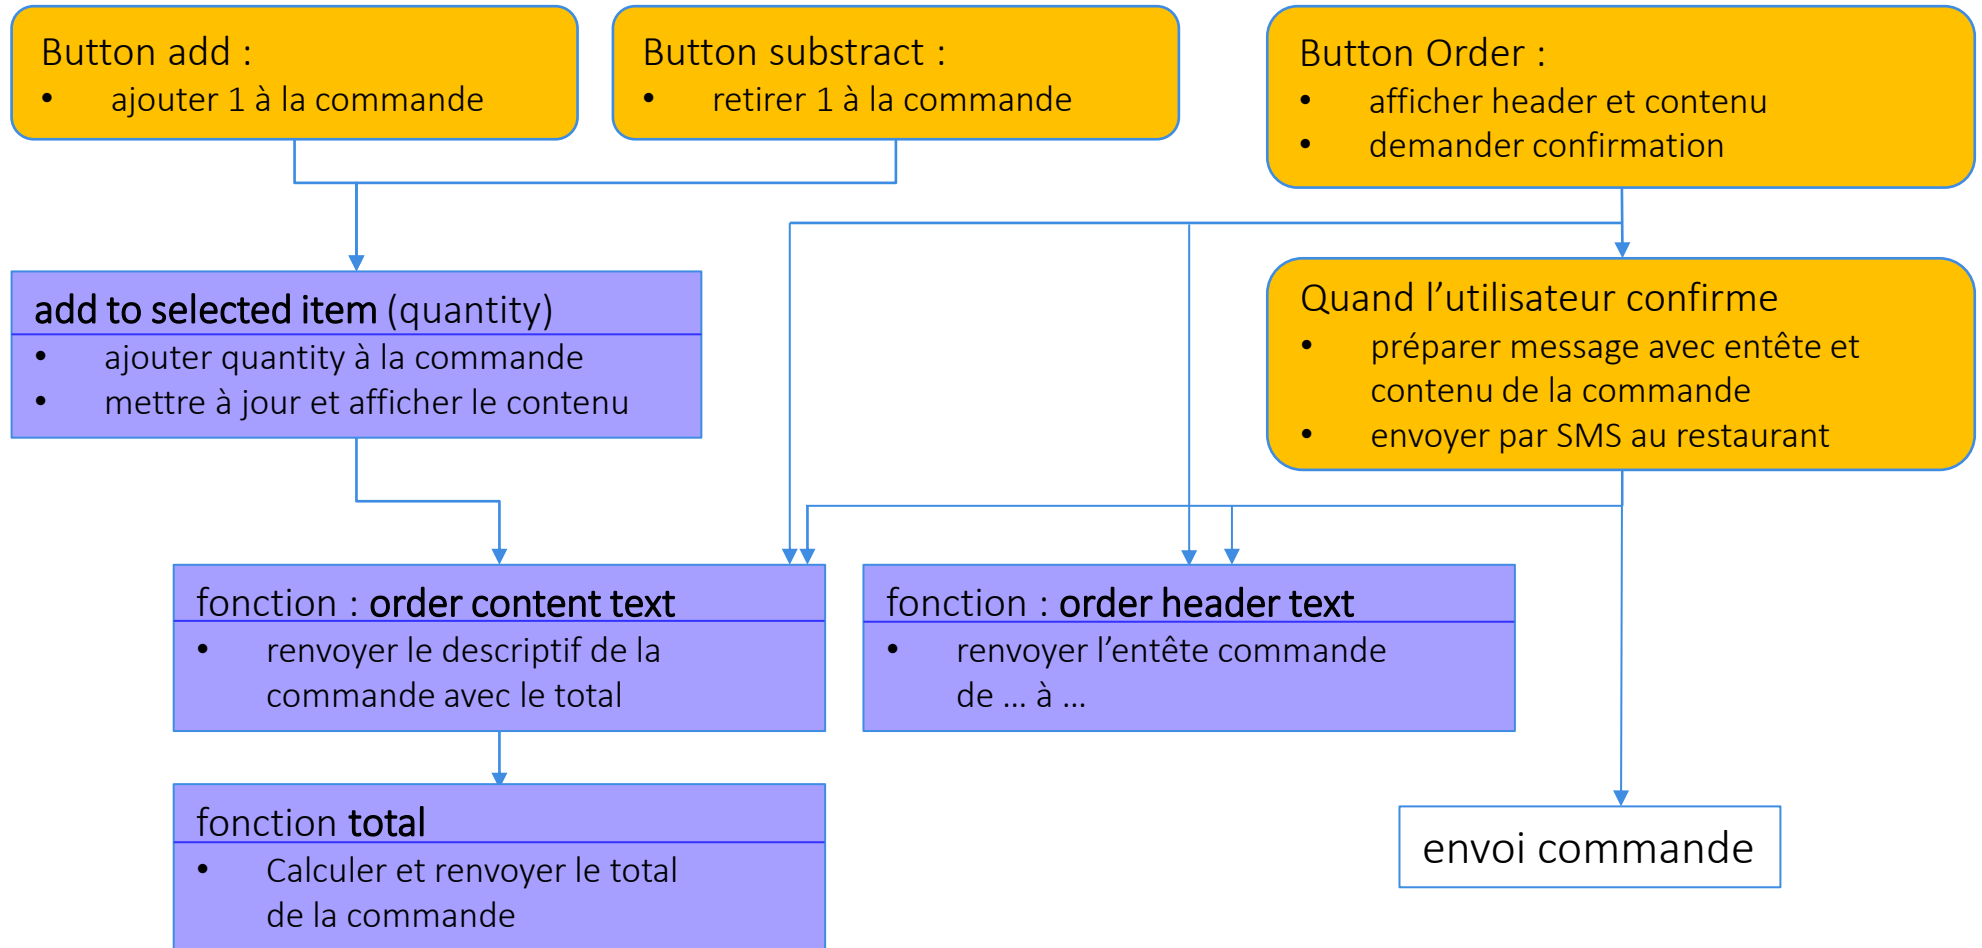 Button add :
• ajouter 1 à la commande
Button substract :
• retirer 1 à la commande
Button Order :
• afficher header et contenu
• demander confirmation
add to selected item (quantity)
• ajouter quantity à la commande
• mettre à jour et afficher le contenu
Quand l’utilisateur confirme
• préparer message avec entête et
contenu de la commande
• envoyer par SMS au restaurant
fonction : order content text
• renvoyer le descriptif de la
commande avec le total
fonction : order header text
• renvoyer l’entête commande
de ... à ...
fonction total
• Calculer et renvoyer le total
de la commande
envoi commande